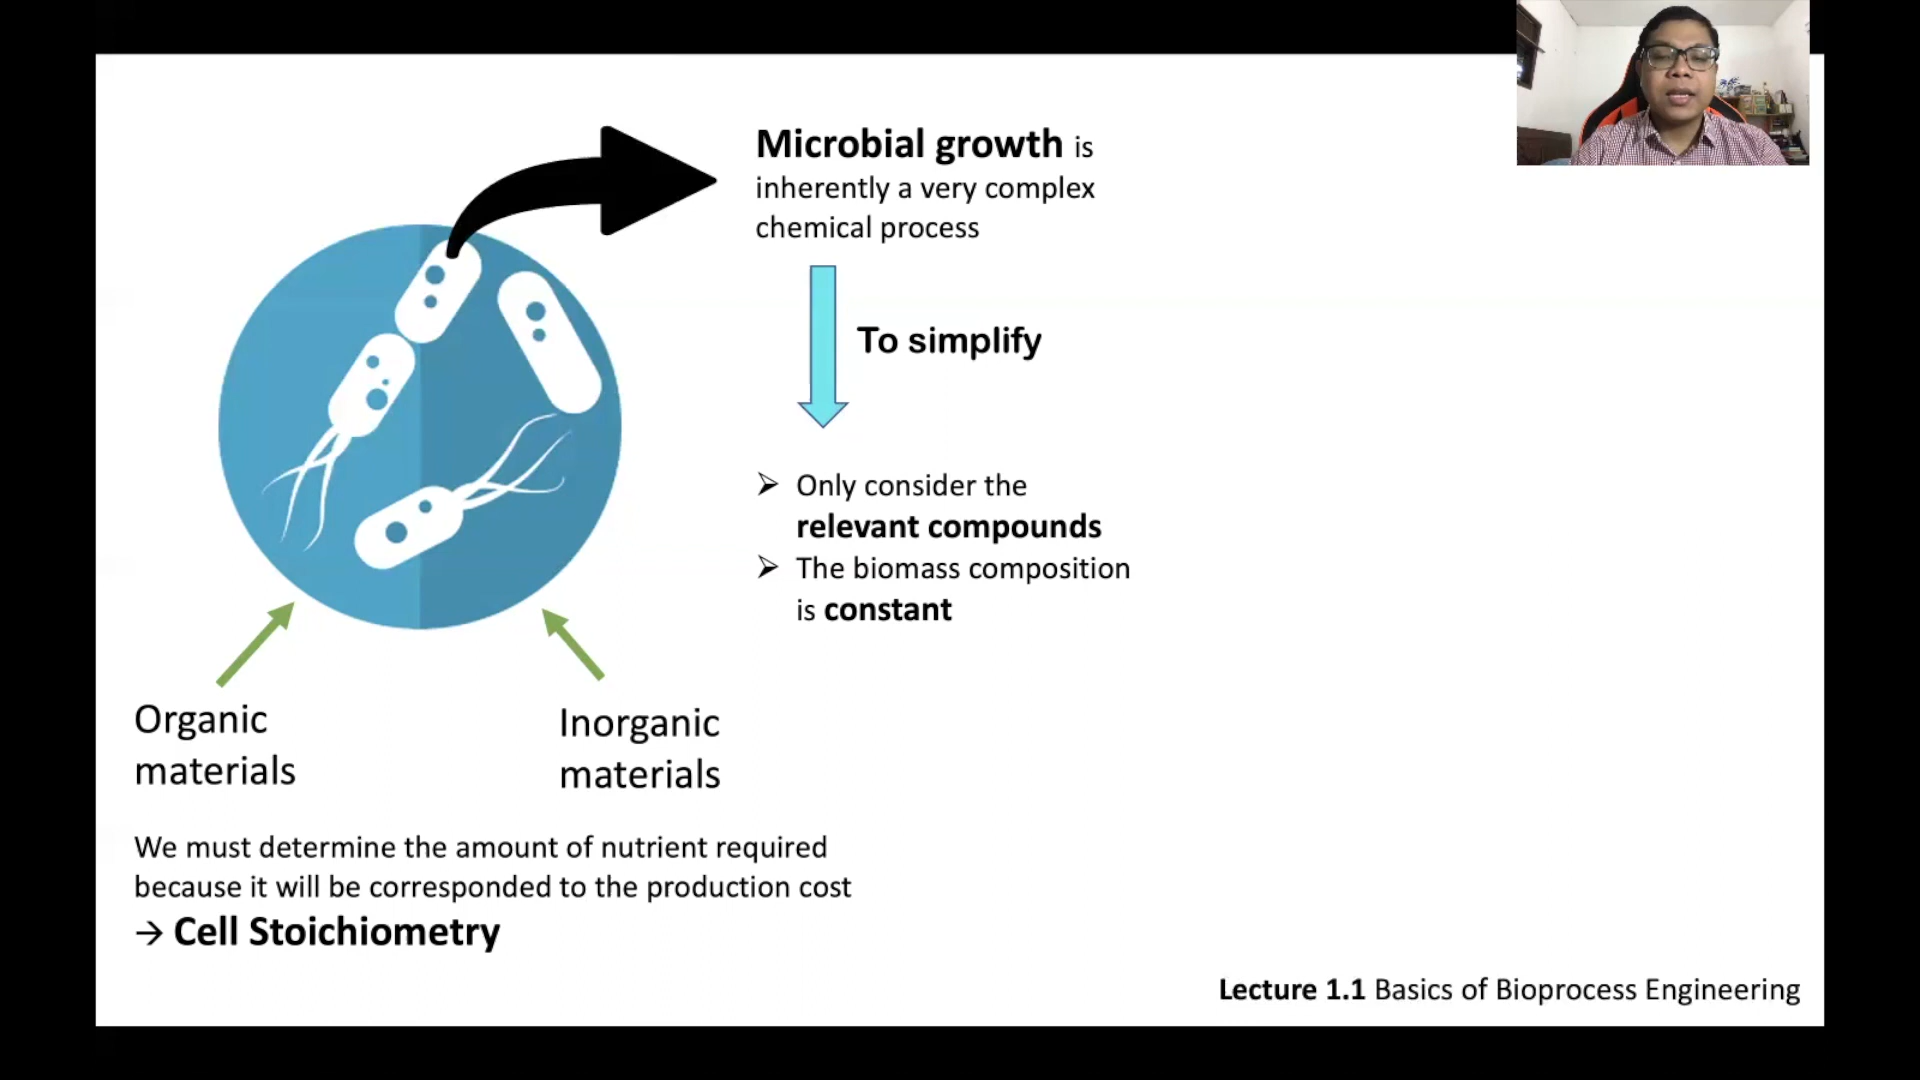 Microbial growth is
inherently a very complex
chemical process
To simplify
➢ Only consider the
relevant compounds
➢ The biomass composition
is constant
Organic
materials
Inorganic
materials
We must determine the amount of nutrient required
because it will be corresponded to the production cost
→ Cell Stoichiometry
Lecture 1.1 Basics of Bioprocess Engineering